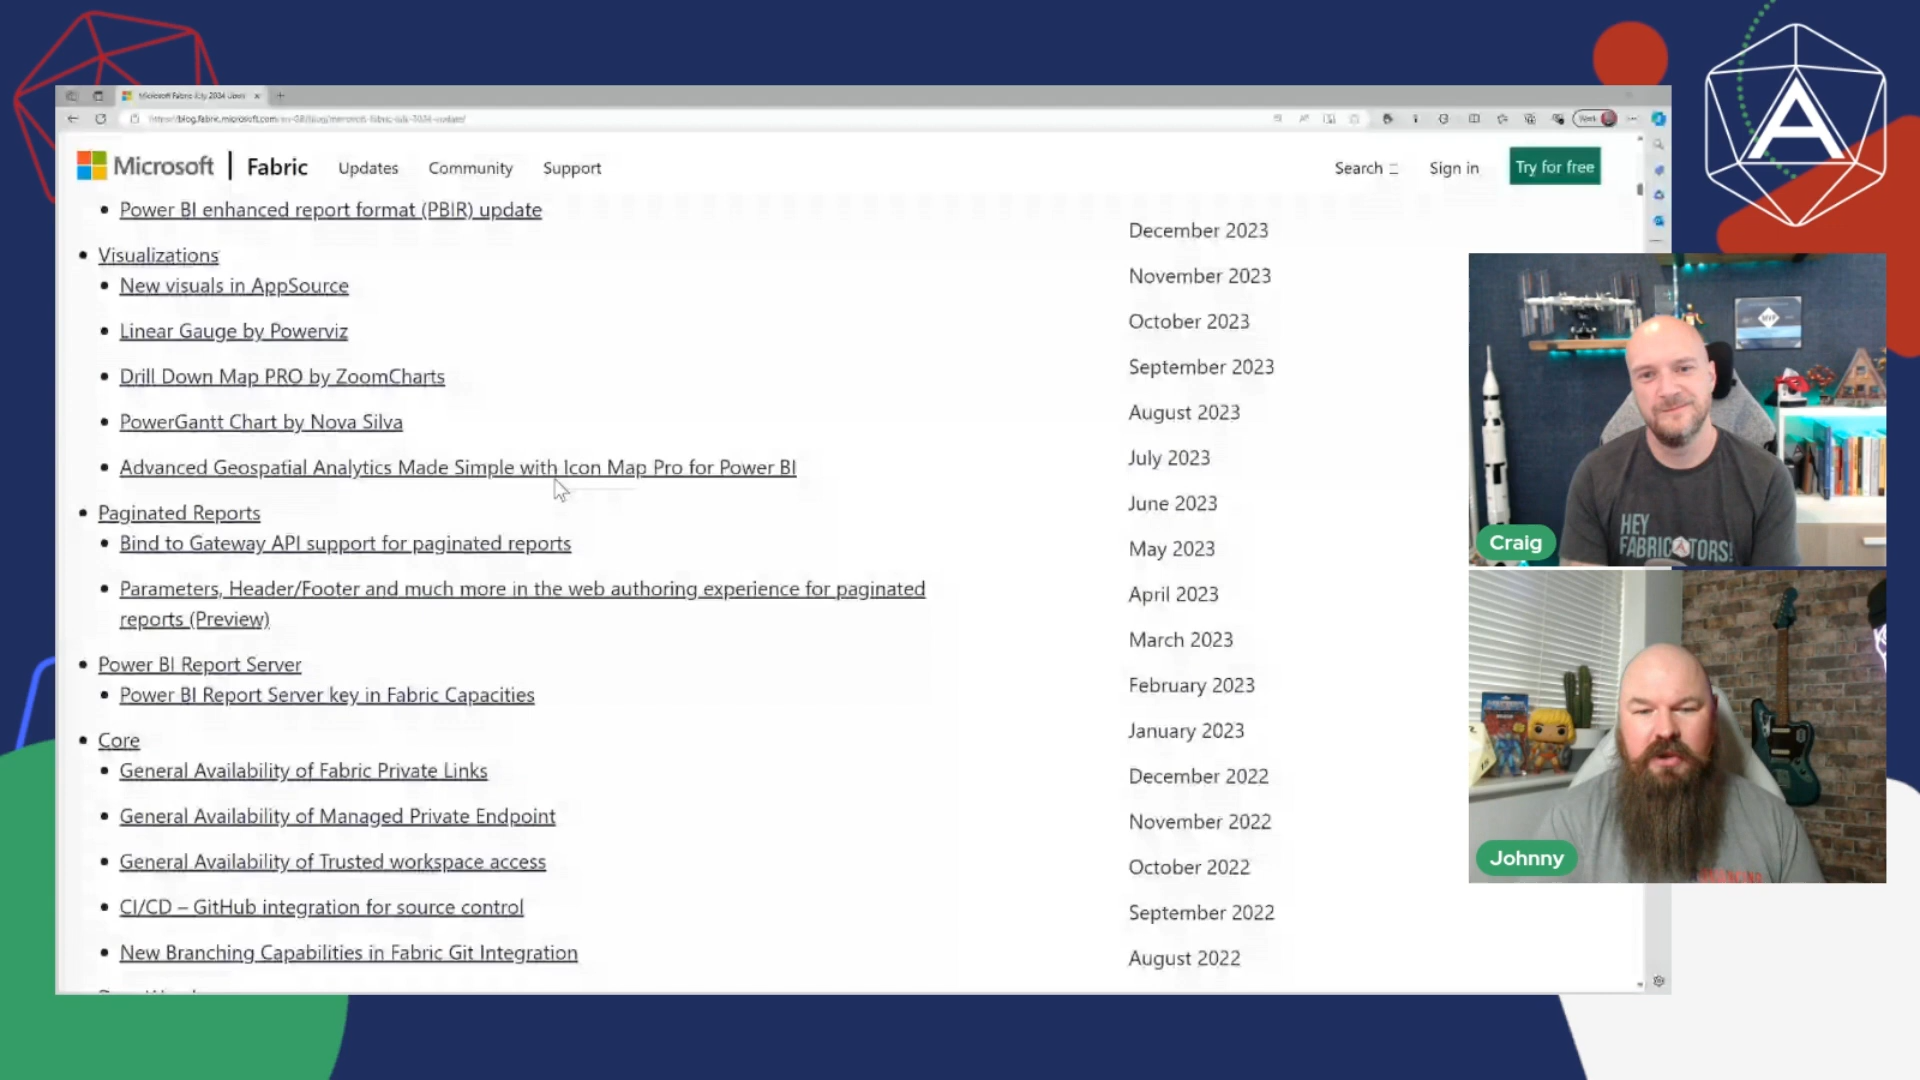 Microsoft Fabric July 2024 Upda
Work
Microsoft | Fabric
Updates
Community
Support
Search
Sign in
Try for free
Power BI enhanced report format (PBIR) update
Visualizations
New visuals in AppSource
Linear Gauge by Powerviz
Drill Down Map PRO by ZoomCharts
PowerGantt Chart by Nova Silva
Advanced Geospatial Analytics Made Simple with Icon Map Pro for Power BI
Paginated Reports
Bind to Gateway API support for paginated reports
Parameters, Header/Footer and much more in the web authoring experience for paginated
reports (Preview)
Power BI Report Server
Power BI Report Server key in Fabric Capacities
Core
General Availability of Fabric Private Links
General Availability of Managed Private Endpoint
General Availability of Trusted workspace access
CI/CD – GitHub integration for source control
New Branching Capabilities in Fabric Git Integration
December 2023
November 2023
October 2023
September 2023
August 2023
July 2023
June 2023
May 2023
April 2023
March 2023
February 2023
January 2023
December 2022
November 2022
October 2022
September 2022
August 2022
A
MVP
HEY
FABRICATORS!
Craig
Johnny